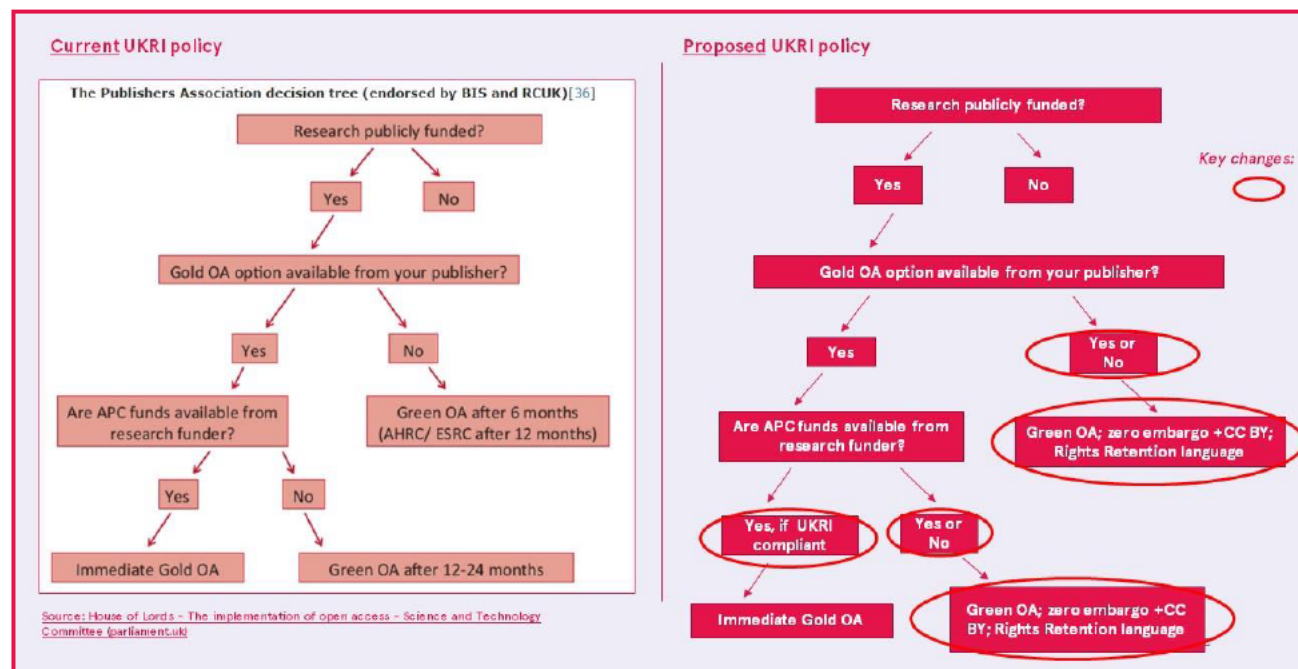 Current UKRI policy
The Publishers Association decision tree (endorsed by BIS and RCUK)[36]
Research publicly funded?
Yes
No
Gold OA option available from your publisher?
Yes
No
Are APC funds available from
research funder?
Green OA after 6 months
(AHRC/ ESRC after 12 months)
Yes
No
Immediate Gold OA
Green OA after 12-24 months
Source: House of Lords - The implementation of open access - Science and Technology
Committee (parliament.uk)
Proposed UKRI policy
Research publicly funded?
Key changes:
Yes
No
Gold OA option available from your publisher?
Yes
Yes or
No
Are APC funds available from
research funder?
Green OA; zero embargo +CC BY;
Rights Retention language
Yes, if UKRI
compliant
Yes or
No
Immediate Gold OA
Green OA; zero embargo +CC
BY; Rights Retention language